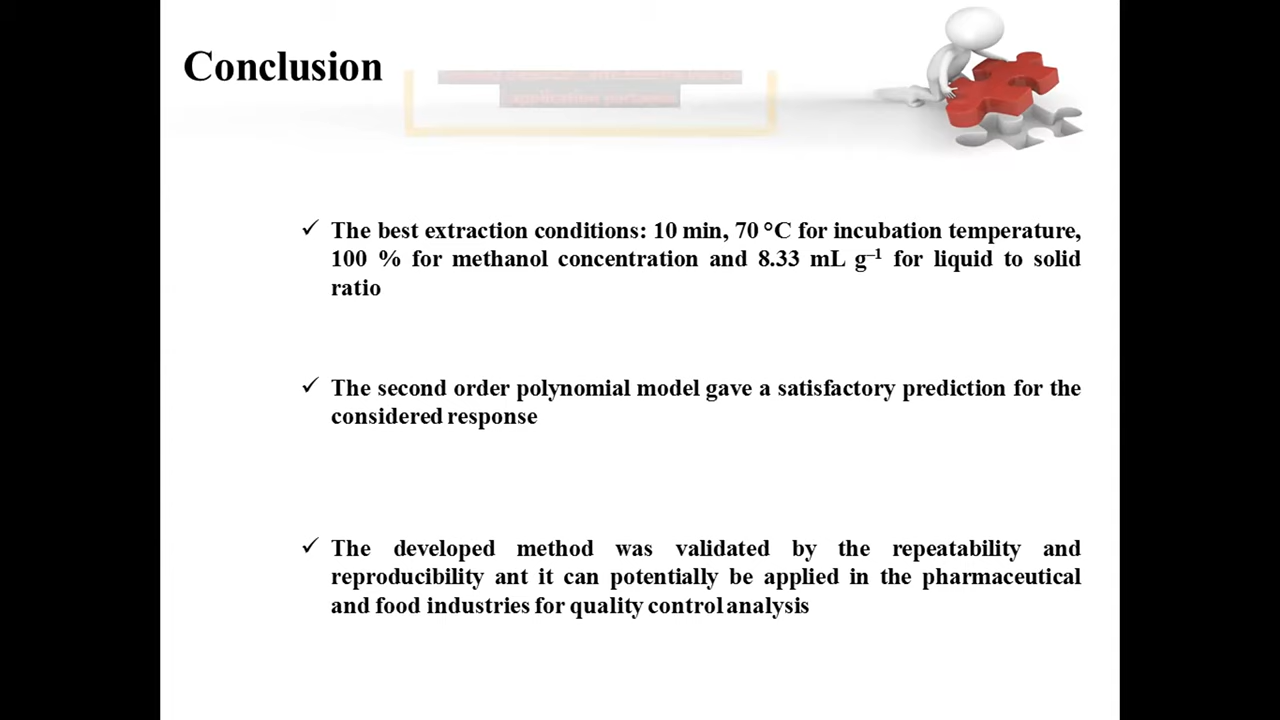 Conclusion
✓ The best extraction conditions: 10 min, 70 °C for incubation temperature,
100 % for methanol concentration and 8.33 mL g⁻¹ for liquid to solid
ratio
✓ The second order polynomial model gave a satisfactory prediction for the
considered response
✓ The developed method was validated by the repeatability and
reproducibility ant it can potentially be applied in the pharmaceutical
and food industries for quality control analysis